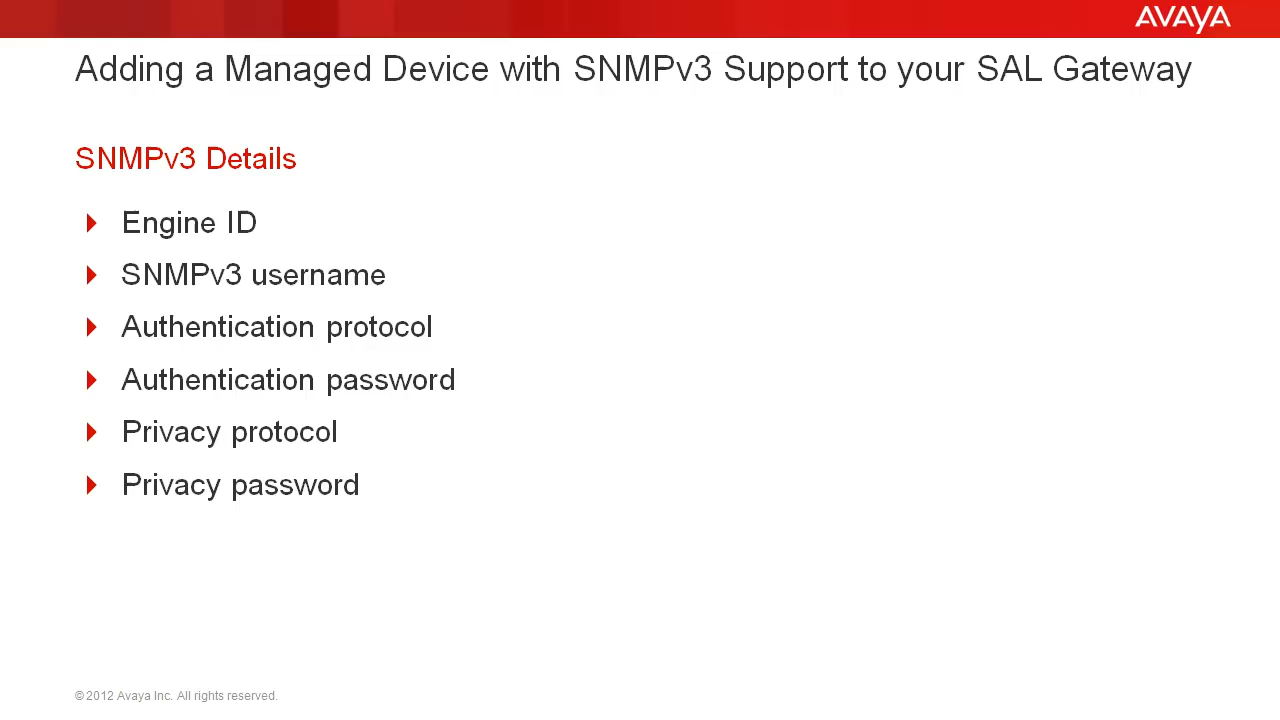 AVAYA
Adding a Managed Device with SNMPv3 Support to your SAL Gateway
SNMPv3 Details
Engine ID
SNMPv3 username
Authentication protocol
Authentication password
Privacy protocol
Privacy password
© 2012 Avaya Inc. All rights reserved.